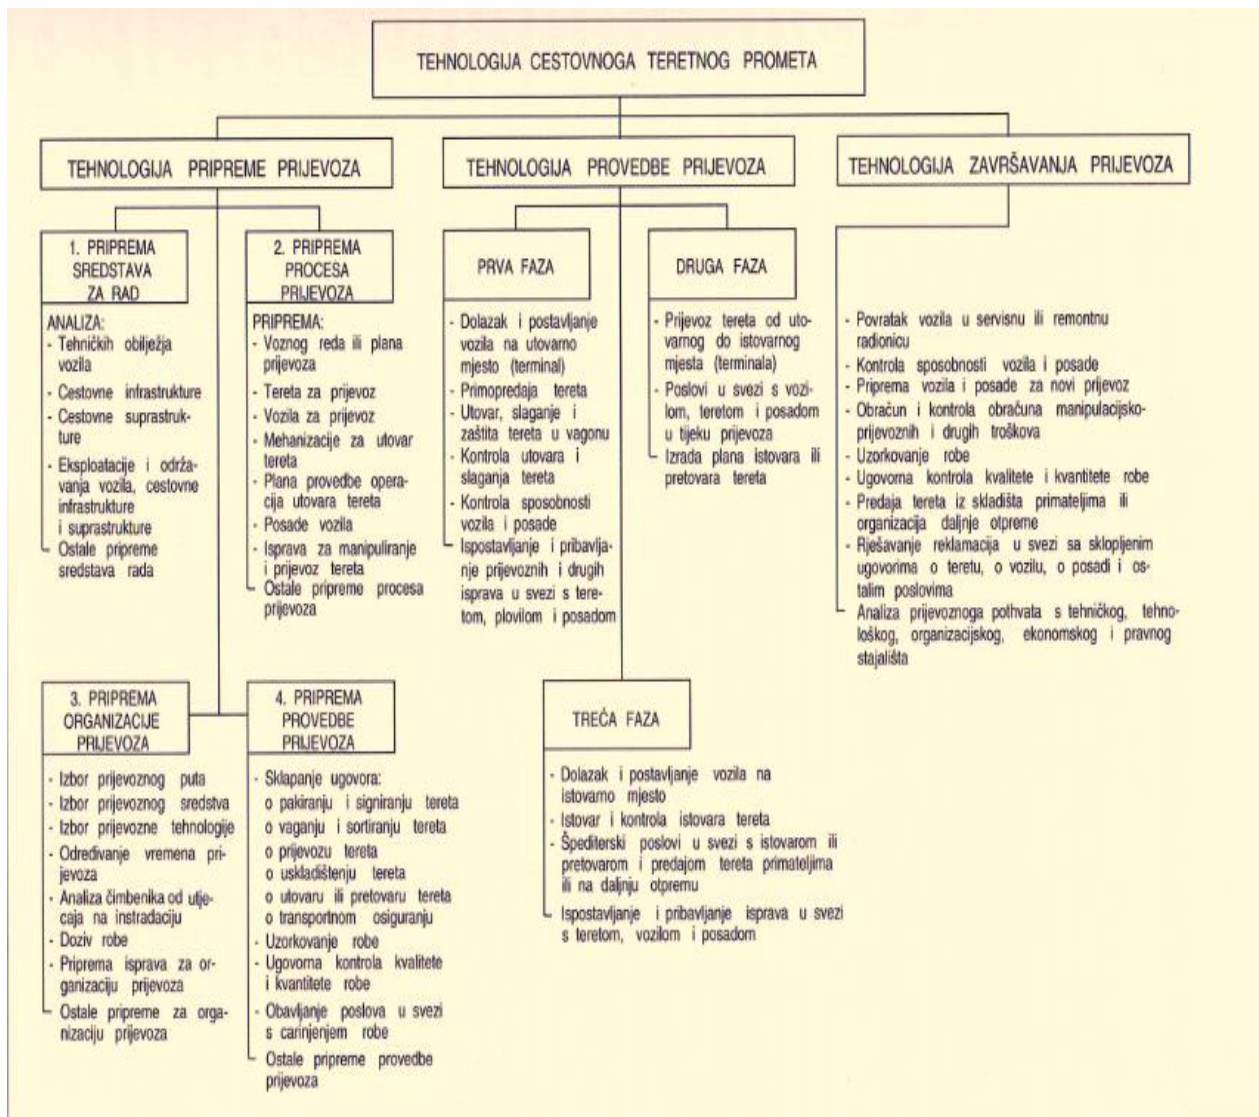 TEHNOLOGIJA CESTOVNOGA TERETNOG PROMETA
TEHNOLOGIJA PRIPREME PRIJEVOZA
1. PRIPREMA
SREDSTAVA
ZA RAD
ANALIZA:
- Tehničkih obilježja
vozila
- Cestovne infrastrukture
- Cestovne suprastruk-
ture
- Eksploatacije i održa-
vanja vozila, cestovne
infrastrukture
i suprastrukture
- Ostale pripreme
sredstava rada
2. PRIPREMA
PROCESA
PRIJEVOZA
PRIPREMA:
- Voznog reda ili plana
prijevoza
- Tereta za prijevoz
- Vozila za prijevoz
- Mehanizacije za utovar
tereta
- Plana provedbe opera-
cija utovara tereta
- Posade vozila
- Isprava za manipuliranje
i prijevoz tereta
- Ostale pripreme procesa
prijevoza
3. PRIPREMA
ORGANIZACIJE
PRIJEVOZA
- Izbor prijevoznog puta
- Izbor prijevoznog sredstva
- Izbor prijevozne tehnologije
- Određivanje vremena pri-
jevoza
- Analiza čimbenika od utje-
caja na instradaciju
- Doziv robe
- Priprema isprava za or-
ganizaciju prijevoza
- Ostale pripreme za orga-
nizaciju prijevoza
4. PRIPREMA
PROVEDBE
PRIJEVOZA
- Sklapanje ugovora:
o pakiranju i signiranju tereta
o vaganju i sortiranju tereta
o prijevozu tereta
o uskladištenju tereta
o utovaru ili pretovaru tereta
o transportnom osiguranju
- Uzorkovanje robe
- Ugovorna kontrola kvalitete
i kvantitete robe
- Obavljanje poslova u svezi
s carinjenjem robe
- Ostale pripreme provedbe
prijevoza
TEHNOLOGIJA PROVEDBE PRIJEVOZA
PRVA FAZA
- Dolazak i postavljanje
vozila na utovarno
mjesto (terminal)
- Primopredaja tereta
- Utovar, slaganje i
zaštita tereta u vagonu
- Kontrola utovara i
slaganja tereta
- Kontrola sposobnosti
vozila i posade
- Ispostavljanje i pribavlja-
nje prijevoznih i drugih
isprava u svezi s tere-
tom, plovilom i posadom
DRUGA FAZA
- Prijevoz tereta od uto-
varnog do istovarnog
mjesta (terminala)
- Poslovi u svezi s vozi-
lom, teretom i posadom
u tijeku prijevoza
- Izrada plana istovara ili
pretovara tereta
TREĆA FAZA
- Dolazak i postavljanje vozila na
istovarno mjesto
- Istovar i kontrola istovara tereta
- Špediterski poslovi u svezi s istovarom ili
pretovarom i predajom tereta primateljima
ili na daljnju otpremu
- Ispostavljanje i pribavljanje isprava u svezi
s teretom, vozilom i posadom
TEHNOLOGIJA ZAVRŠAVANJA PRIJEVOZA
- Povratak vozila u servisnu ili remontnu
radionicu
- Kontrola sposobnosti vozila i posade
- Priprema vozila i posade za novi prijevoz
- Obračun i kontrola obračuna manipulacijsko-
prijevoznih i drugih troškova
- Uzorkovanje robe
- Ugovorna kontrola kvalitete i kvantitete robe
- Predaja tereta iz skladišta primateljima ili
organizacija daljnje otpreme
- Rješavanje reklamacija u svezi sa sklopljenim
ugovorima o teretu, o vozilu, o posadi i os-
talim poslovima
- Analiza prijevoznoga pothvata s tehničkog, tehno-
loškog, organizacijskog, ekonomskog i pravnog
stajališta